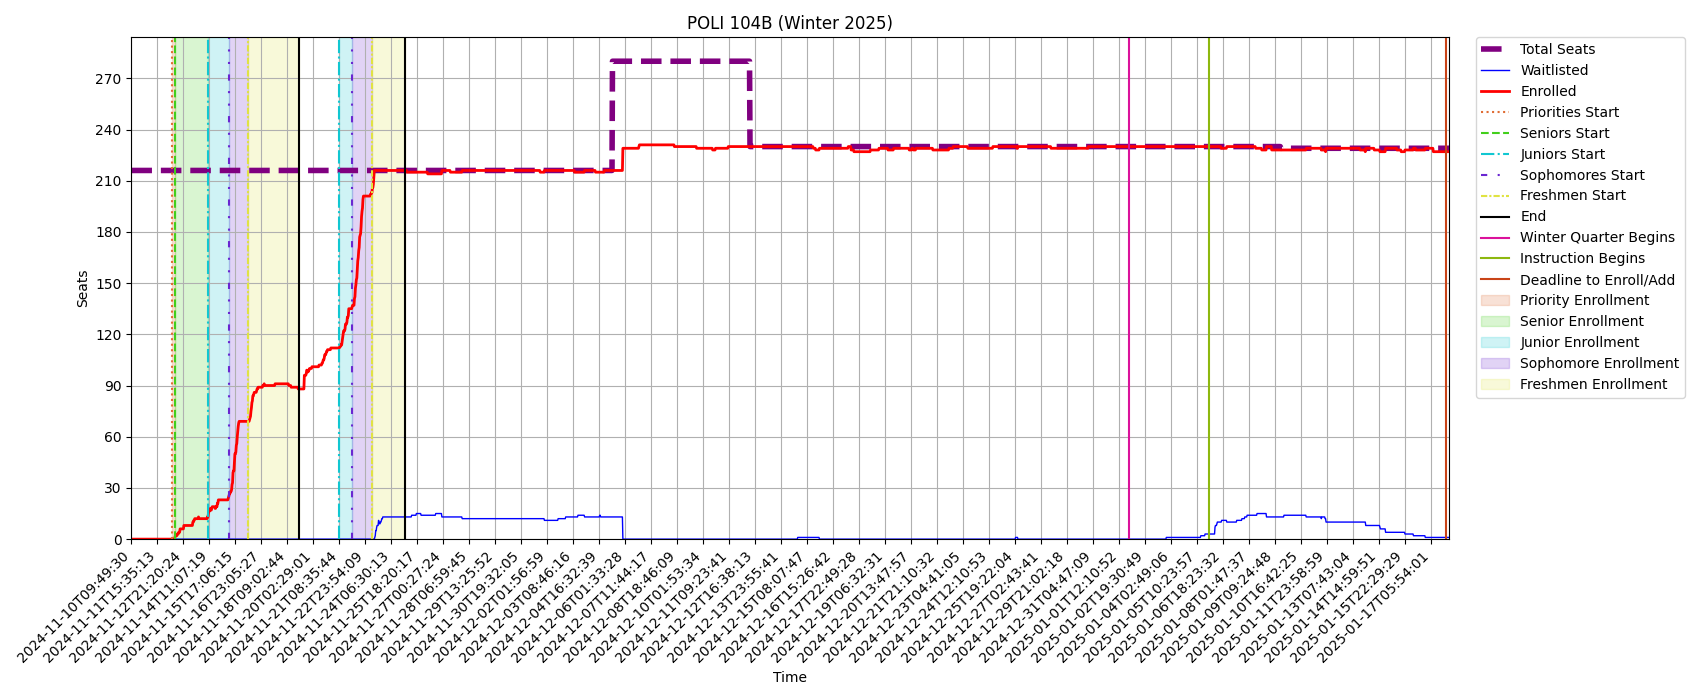 POLI 104B (Winter 2025)
Seats
270
240
210
180
150
120
90
60
30
0
2024-11-10T09:49:30
2024-11-11T15:35:13
2024-11-12T21:20:24
2024-11-14T11:07:19
2024-11-15T17:06:15
2024-11-16T23:05:27
2024-11-18T09:02:44
2024-11-20T02:29:01
2024-11-21T08:35:44
2024-11-22T23:54:09
2024-11-24T06:30:13
2024-11-25T18:20:17
2024-11-27T00:27:24
2024-11-28T06:59:45
2024-11-29T13:25:52
2024-11-30T19:32:05
2024-12-02T01:56:59
2024-12-03T08:46:16
2024-12-04T16:32:39
2024-12-06T01:33:28
2024-12-07T11:44:17
2024-12-08T18:46:09
2024-12-10T01:53:34
2024-12-11T09:23:41
2024-12-12T16:38:13
2024-12-13T23:55:41
2024-12-15T08:07:47
2024-12-16T15:26:42
2024-12-17T22:49:28
2024-12-19T06:32:31
2024-12-20T13:47:57
2024-12-21T21:10:32
2024-12-23T04:41:05
2024-12-24T12:10:53
2024-12-25T19:22:04
2024-12-27T02:43:41
2024-12-29T21:02:18
2024-12-31T04:47:09
2025-01-01T12:10:52
2025-01-02T19:30:49
2025-01-04T02:49:06
2025-01-05T10:23:57
2025-01-06T18:23:32
2025-01-08T01:47:37
2025-01-09T09:24:48
2025-01-10T16:42:25
2025-01-11T23:58:59
2025-01-13T07:43:04
2025-01-14T14:59:51
2025-01-15T22:29:29
2025-01-17T05:54:01
Time
Total Seats
Waitlisted
Enrolled
Priorities Start
Seniors Start
Juniors Start
Sophomores Start
Freshmen Start
End
Winter Quarter Begins
Instruction Begins
Deadline to Enroll/Add
Priority Enrollment
Senior Enrollment
Junior Enrollment
Sophomore Enrollment
Freshmen Enrollment